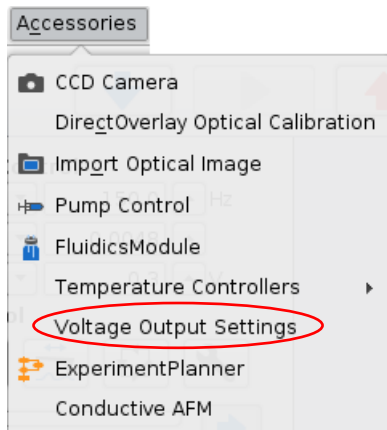 Accessories
CCD Camera
DirectOverlay Optical Calibration
Import Optical Image
Pump Control
FluidicsModule
Temperature Controllers
Voltage Output Settings
ExperimentPlanner
Conductive AFM